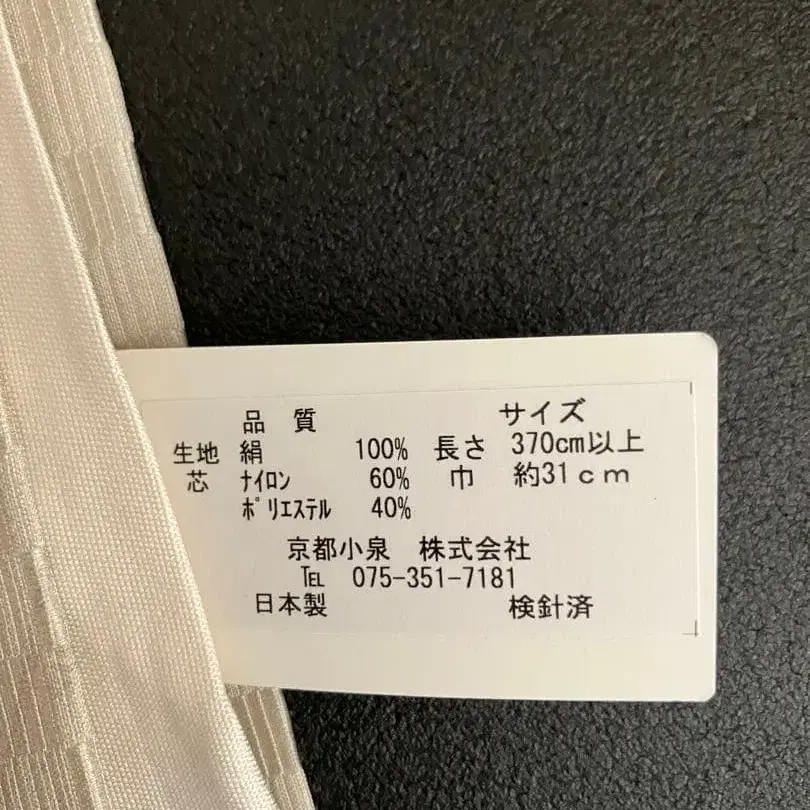 品 質 サイズ
生地 絹 100% 長さ 370cm以上
芯 ﾅｲﾛﾝ 60% 巾 約31cm
ﾎﾟﾘｴｽﾃﾙ 40%
京都小泉 株式会社
℡ 075-351-7181
日本製 検針済